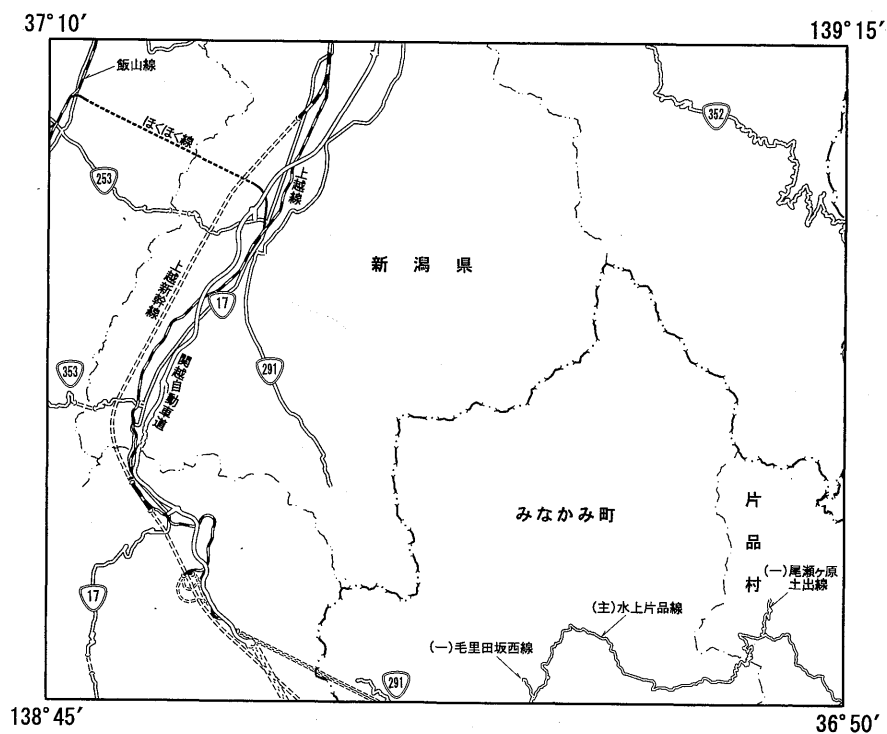 37°10′
139°15′
飯山線
352
ほくほく線
253
上越線
新潟県
上越新幹線
17
353
関越自動車道
291
みなかみ町
片品村
(一)尾瀬ヶ原
土出線
17
(主)水上片品線
(一)毛里田坂西線
291
138°45′
36°50′